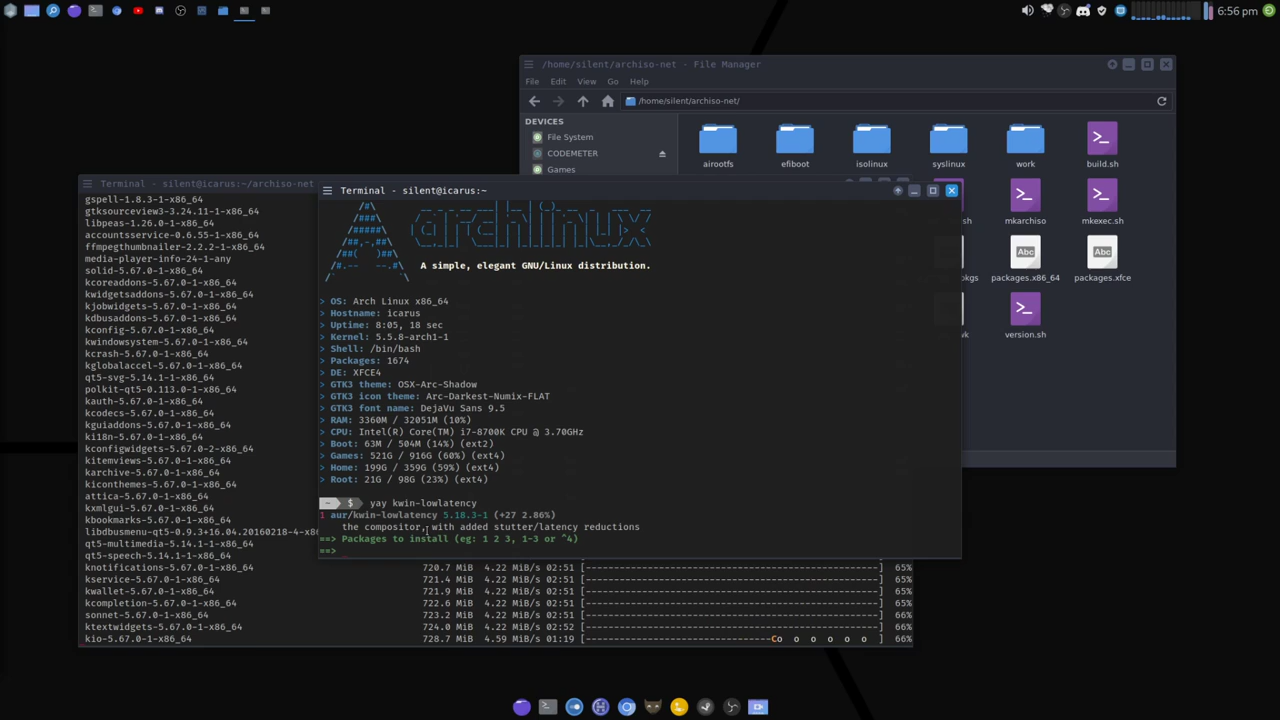 6:56 pm
/home/silent/archiso-net - File Manager
File Edit View Go Help
/home/silent/archiso-net/
DEVICES
File System
CODEMETER
Games
airootfs
efiboot
isolinux
syslinux
work
build.sh
sh
mkarchiso
mkexec.sh
pkgs
packages.x86_64
packages.xfce
vk
version.sh
Terminal - silent@icarus:~/archiso-net
gspell-1.8.3-1-x86_64
gtksourceview3-3.24.11-1-x86_64
libpeas-1.26.0-1-x86_64
accountsservice-0.6.55-1-x86_64
ffmpegthumbnailer-2.2.2-1-x86_64
media-player-info-24-1-any
solid-5.67.0-1-x86_64
kcoreaddons-5.67.0-1-x86_64
kwidgetsaddons-5.67.0-1-x86_64
kjobwidgets-5.67.0-1-x86_64
kdbusaddons-5.67.0-1-x86_64
kconfig-5.67.0-1-x86_64
kwindowsystem-5.67.0-1-x86_64
kcrash-5.67.0-1-x86_64
kglobalaccel-5.67.0-1-x86_64
qt5-svg-5.14.1-1-x86_64
polkit-qt5-0.113.0-1-x86_64
kauth-5.67.0-1-x86_64
kcodecs-5.67.0-1-x86_64
ki18n-5.67.0-1-x86_64
kconfigwidgets-5.67.0-2-x86_64
kitemviews-5.67.0-1-x86_64
karchive-5.67.0-1-x86_64
kiconthemes-5.67.0-1-x86_64
attica-5.67.0-1-x86_64
kxmlgui-5.67.0-1-x86_64
kbookmarks-5.67.0-1-x86_64
libdbusmenu-qt5-0.9.3+16.04.20160218-4-x86
qt5-script-5.14.1-1-x86_64
qt5-speech-5.14.1-1-x86_64
knotifications-5.67.0-1-x86_64 720.7 MiB 4.22 MiB/s 02:51 [------------------------------------------------] 65%
kservice-5.67.0-1-x86_64 721.4 MiB 4.22 MiB/s 02:51 [------------------------------------------------] 65%
kwallet-5.67.0-1-x86_64 721.9 MiB 4.22 MiB/s 02:51 [------------------------------------------------] 65%
kcompletion-5.67.0-1-x86_64 722.6 MiB 4.22 MiB/s 02:51 [------------------------------------------------] 65%
sonnet-5.67.0-1-x86_64 723.2 MiB 4.22 MiB/s 02:51 [------------------------------------------------] 65%
ktextwidgets-5.67.0-1-x86_64 724.0 MiB 4.22 MiB/s 02:52 [------------------------------------------------] 66%
kio-5.67.0-1-x86_64 728.7 MiB 4.59 MiB/s 01:19 [-------------------------------Co o o o o o ] 66%
Terminal - silent@icarus:~
A simple, elegant GNU/Linux distribution.
> OS: Arch Linux x86_64
> Hostname: icarus
> Uptime: 8:05, 18 sec
> Kernel: 5.5.8-arch1-1
> Shell: /bin/bash
> Packages: 1674
> DE: XFCE4
> GTK3 theme: OSX-Arc-Shadow
> GTK3 icon theme: Arc-Darkest-Numix-FLAT
> GTK3 font name: DejaVu Sans 9.5
> RAM: 3360M / 32051M (10%)
> CPU: Intel(R) Core(TM) i7-8700K CPU @ 3.70GHz
> Boot: 63M / 504M (14%) (ext2)
> Games: 521G / 916G (60%) (ext4)
> Home: 199G / 359G (59%) (ext4)
> Root: 21G / 98G (23%) (ext4)
~ $ yay kwin-lowlatency
1 aur/kwin-lowlatency 5.18.3-1 (+27 2.86%)
the compositor, with added stutter/latency reductions
==> Packages to install (eg: 1 2 3, 1-3 or ^4)
==>